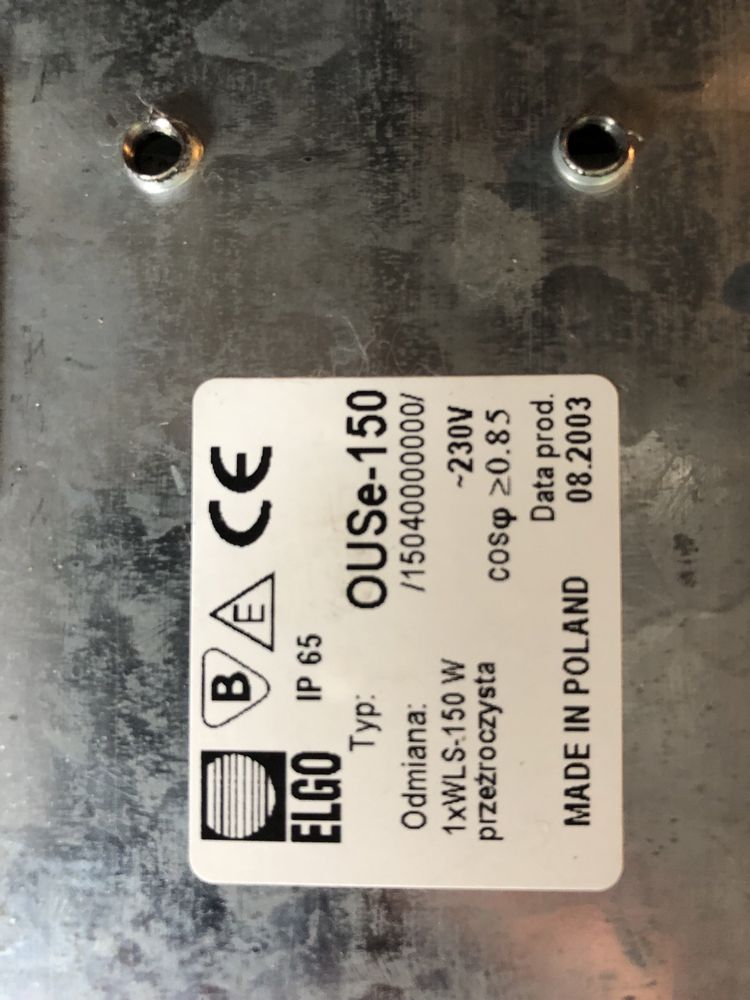 ELGO
B
E
CE
IP 65
Typ: OUSe-150
Odmiana: /15040000000/
1xWLS-150 W ~230V
przeźroczysta cosφ ≥0.85
Data prod.
MADE IN POLAND 08.2003